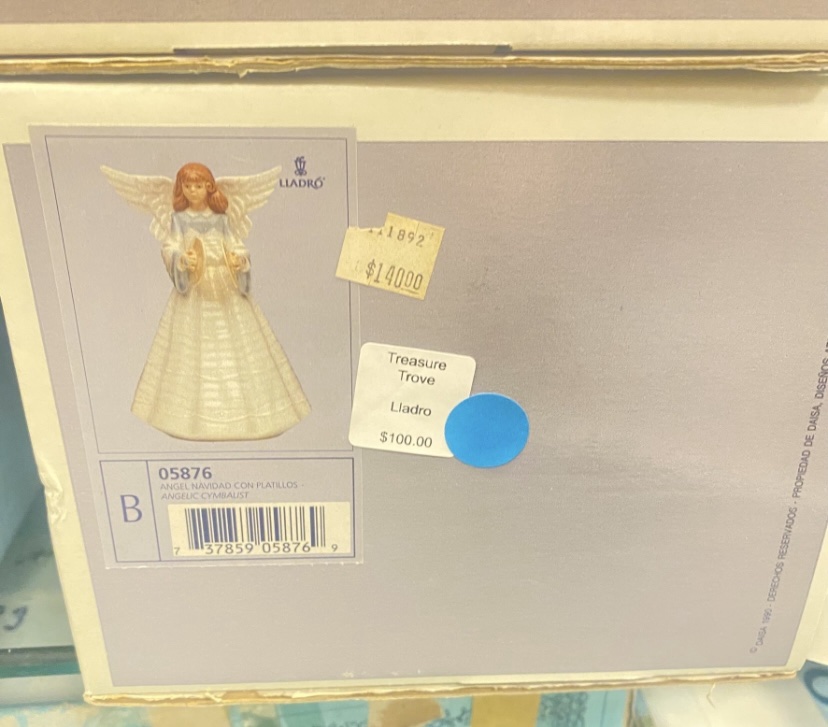 LLADRÓ
111892
$140.00
Treasure
Trove
Lladro
$100.00
05876
ANGEL NAVIDAD CON PLATILLOS -
ANGELIC CYMBALIST
B
7 37859 05876 9
© DAISA 1990 - DERECHOS RESERVADOS - PROPIEDAD DE DAISA, DISEÑOS